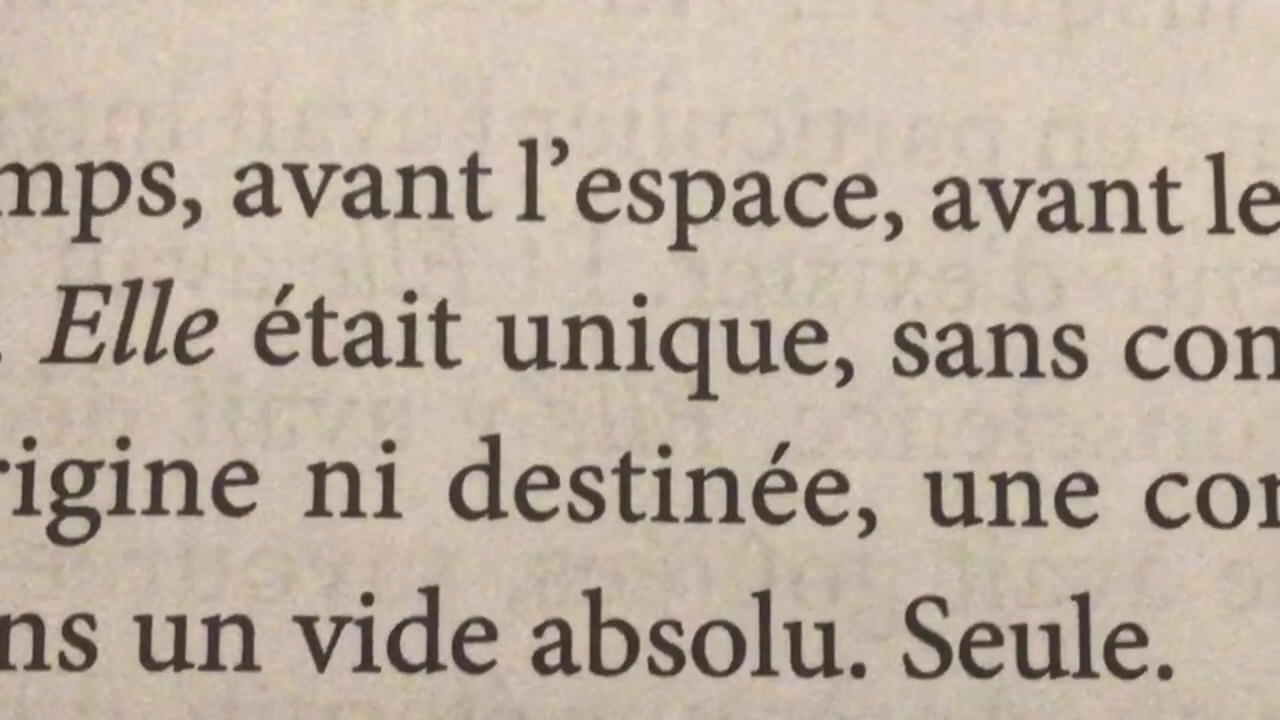 mps, avant l’espace, avant le
. Elle était unique, sans con
rigine ni destinée, une con
ns un vide absolu. Seule.